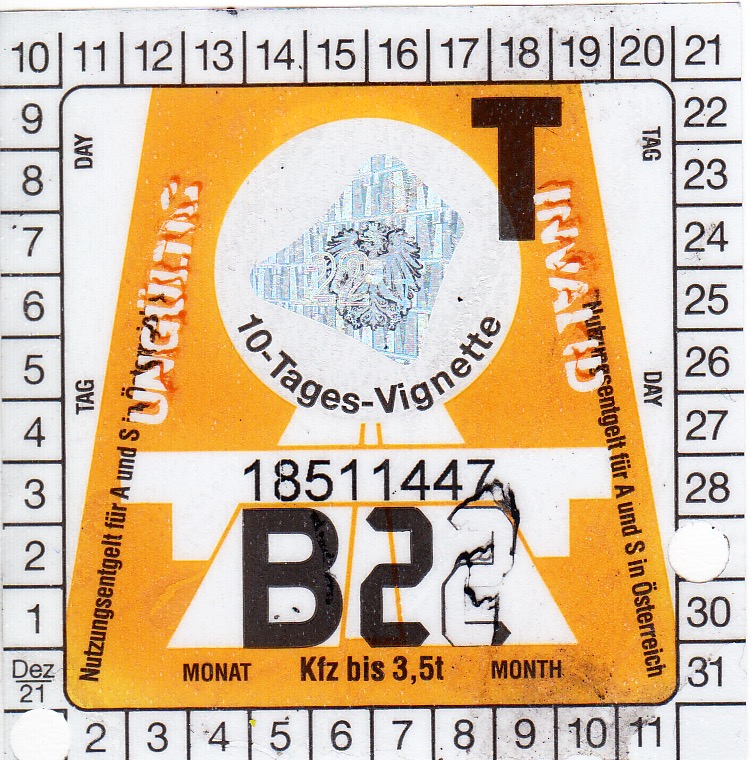 10 11 12 13 14 15 16 17 18 19 20 21
9 22
8 23
7 24
6 25
5 26
4 27
3 28
2
1 30
Dez 31
21
2 3 4 5 6 7 8 9 10 11
DAY
TAG
TAG
DAY
T
UNGÜLTIG
INVALID
22
10-Tages-Vignette
18511447
B22
Nutzungsentgelt für A und S in Österreich
Nutzungsentgelt für A und S in Österreich
MONAT Kfz bis 3,5t MONTH